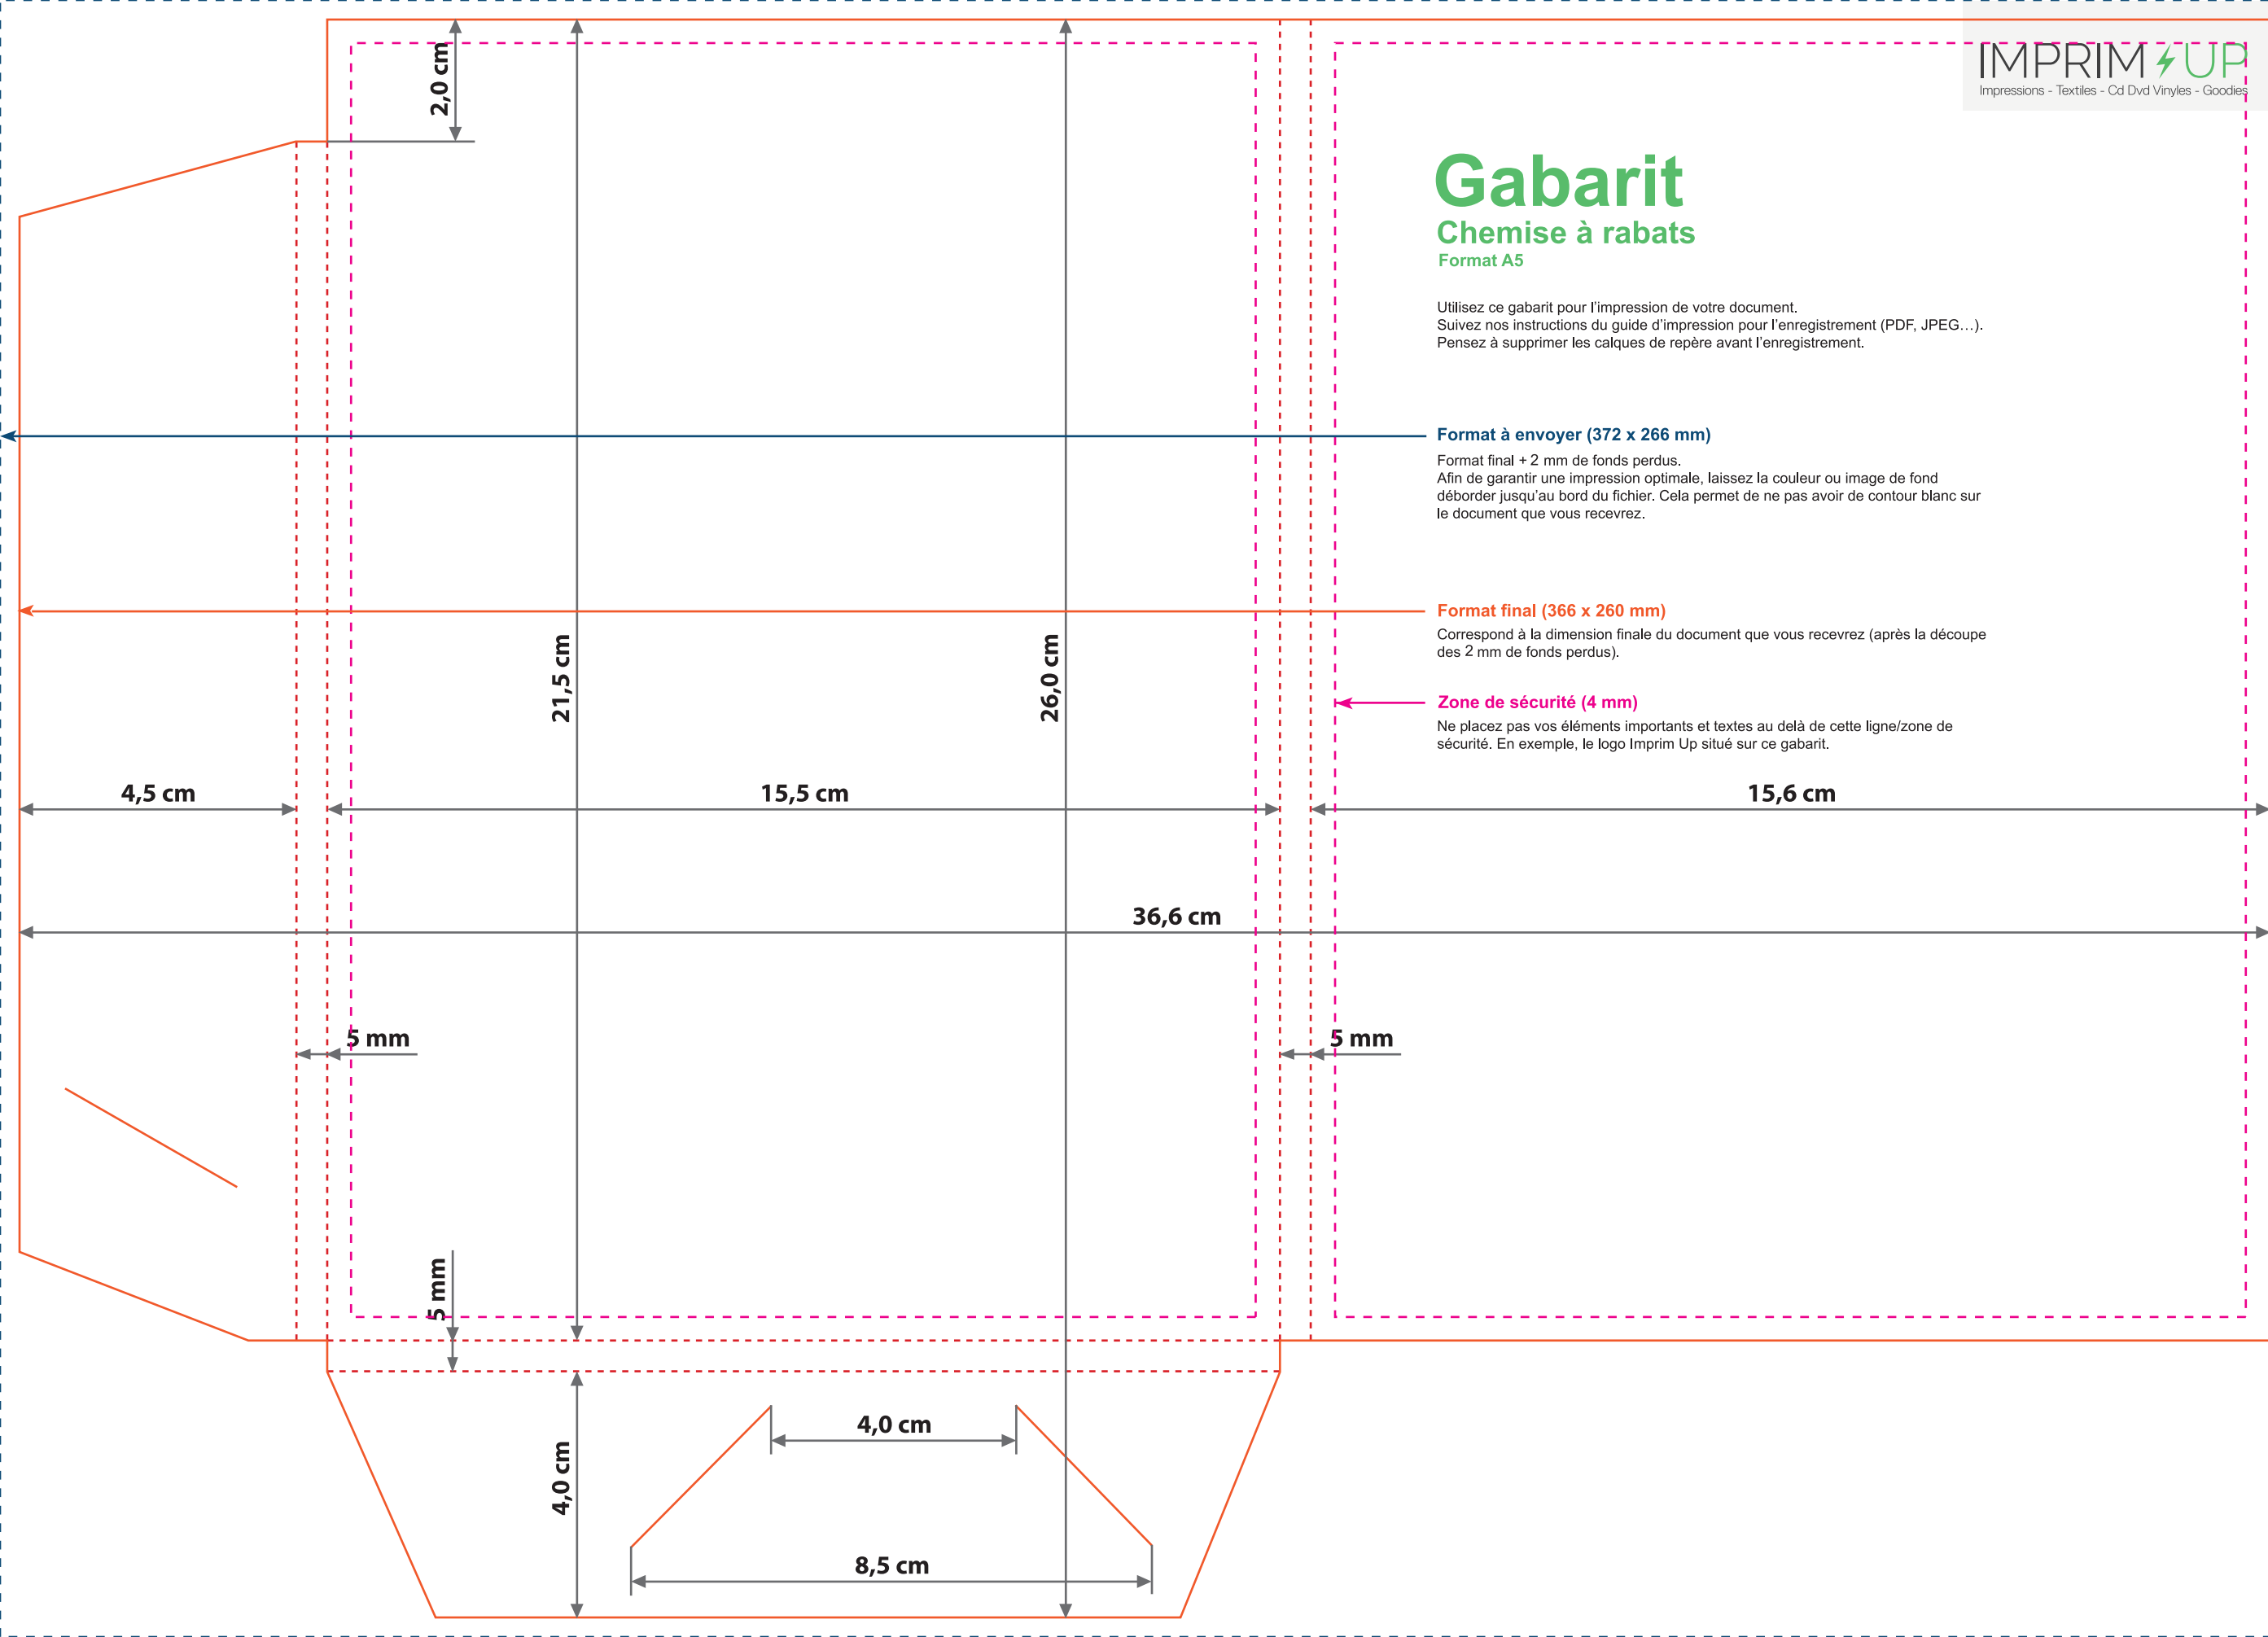 IMPRIM UP
Impressions - Textiles - Cd Dvd Vinyles - Goodies
2,0 cm
Gabarit
Chemise à rabats
Format A5
Utilisez ce gabarit pour l’impression de votre document.
Suivez nos instructions du guide d’impression pour l’enregistrement (PDF, JPEG…).
Pensez à supprimer les calques de repère avant l’enregistrement.
Format à envoyer (372 x 266 mm)
Format final + 2 mm de fonds perdus.
Afin de garantir une impression optimale, laissez la couleur ou image de fond
déborder jusqu’au bord du fichier. Cela permet de ne pas avoir de contour blanc sur
le document que vous recevrez.
Format final (366 x 260 mm)
Correspond à la dimension finale du document que vous recevrez (après la découpe
des 2 mm de fonds perdus).
21,5 cm
26,0 cm
Zone de sécurité (4 mm)
Ne placez pas vos éléments importants et textes au delà de cette ligne/zone de
sécurité. En exemple, le logo Imprim Up situé sur ce gabarit.
4,5 cm
15,5 cm
15,6 cm
36,6 cm
5 mm
5 mm
5 mm
4,0 cm
4,0 cm
8,5 cm